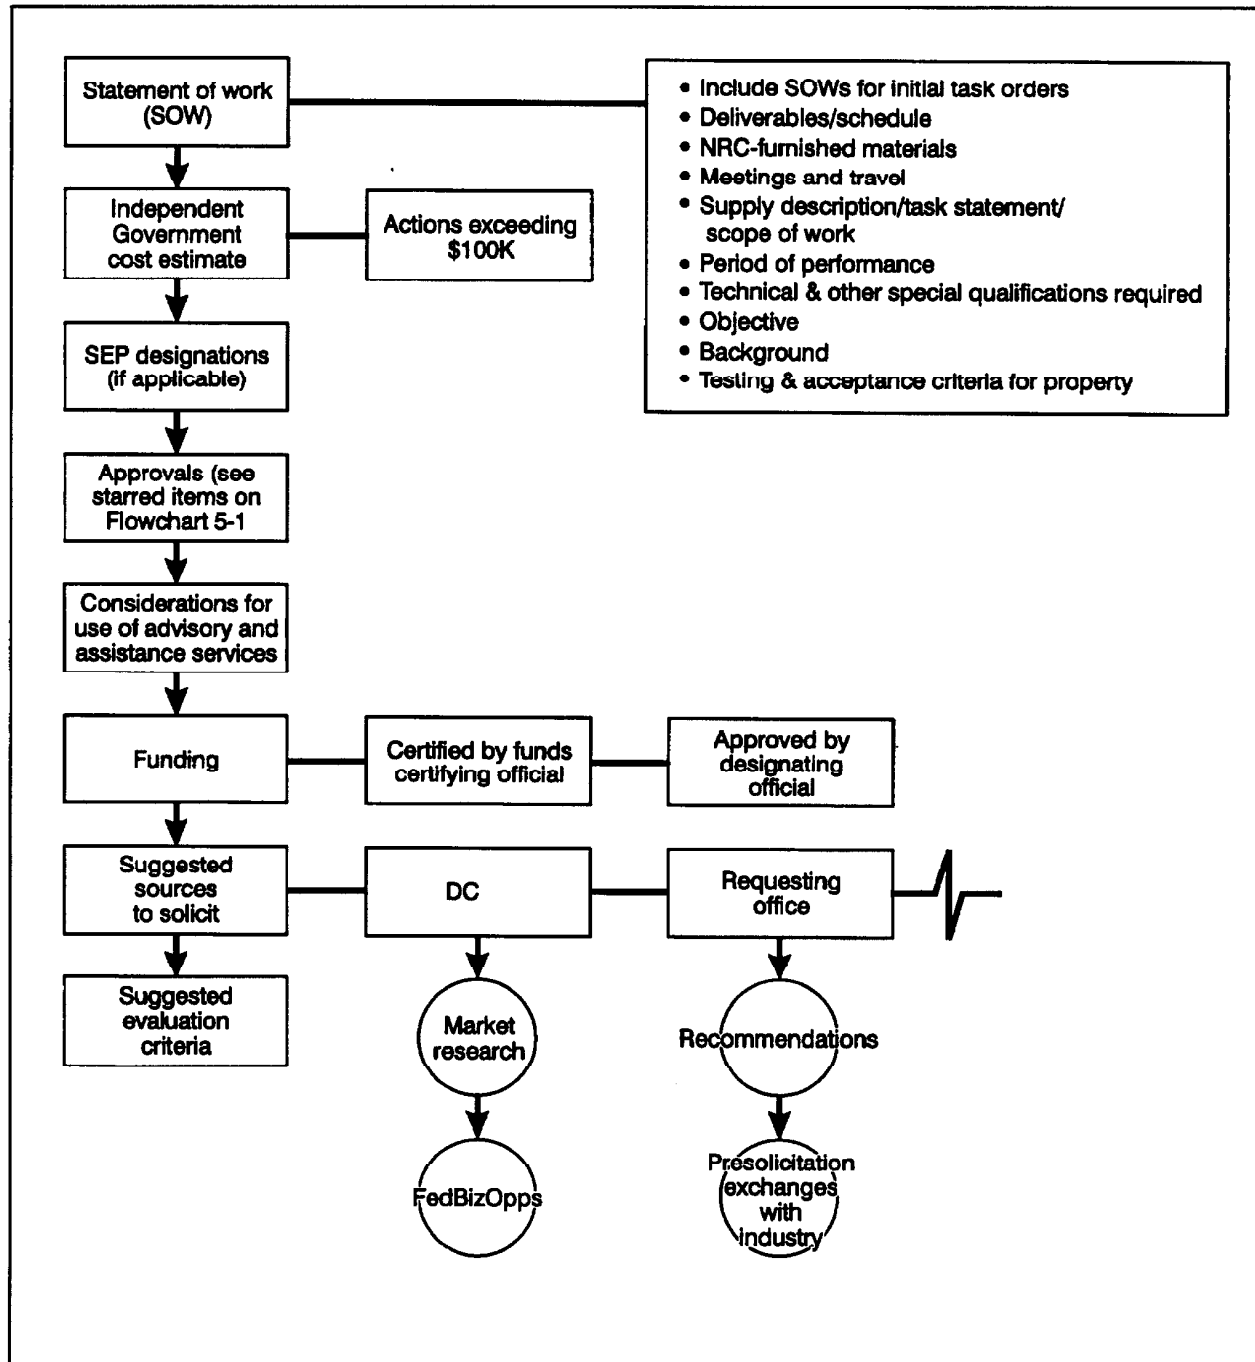 Statement of work
(SOW)
• Include SOWs for initial task orders
• Deliverables/schedule
• NRC-furnished materials
• Meetings and travel
• Supply description/task statement/
scope of work
• Period of performance
• Technical & other special qualifications required
• Objective
• Background
• Testing & acceptance criteria for property
Independent
Government
cost estimate
Actions exceeding
$100K
SEP designations
(if applicable)
Approvals (see
starred items on
Flowchart 5-1
Considerations for
use of advisory and
assistance services
Funding
Certified by funds
certifying official
Approved by
designating
official
Suggested
sources
to solicit
DC
Requesting
office
Suggested
evaluation
criteria
Market
research
Recommendations
FedBizOpps
Presolicitation
exchanges
with
industry